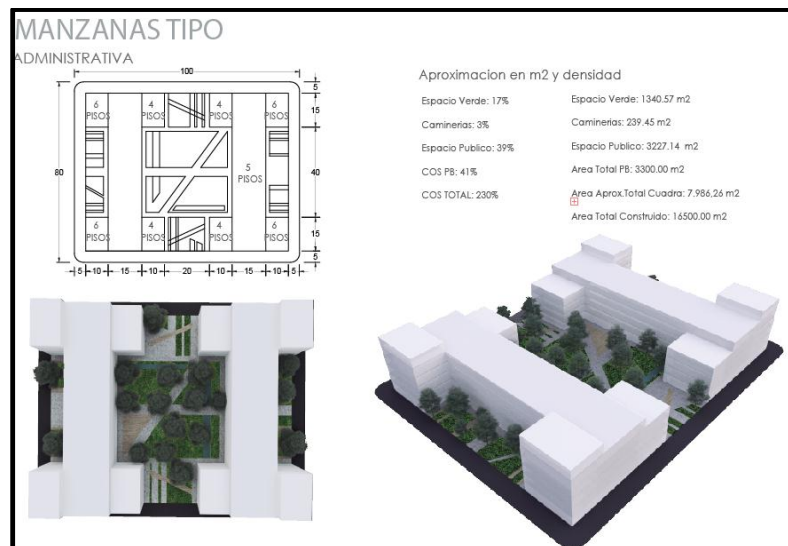 MANZANAS TIPO
ADMINISTRATIVA
100
5
6 PISOS 4 PISOS 4 PISOS 6 PISOS
15
80
5 PISOS
40
6 PISOS 4 PISOS 4 PISOS 6 PISOS
15
5
5 10 15 10 20 10 15 10 5
Aproximacion en m2 y densidad
Espacio Verde: 17%
Caminerias: 3%
Espacio Publico: 39%
COS PB: 41%
COS TOTAL: 230%
Espacio Verde: 1340.57 m2
Caminerias: 239.45 m2
Espacio Publico: 3227.14 m2
Area Total PB: 3300.00 m2
Area Aprox.Total Cuadra: 7.986,26 m2
Area Total Construido: 16500.00 m2